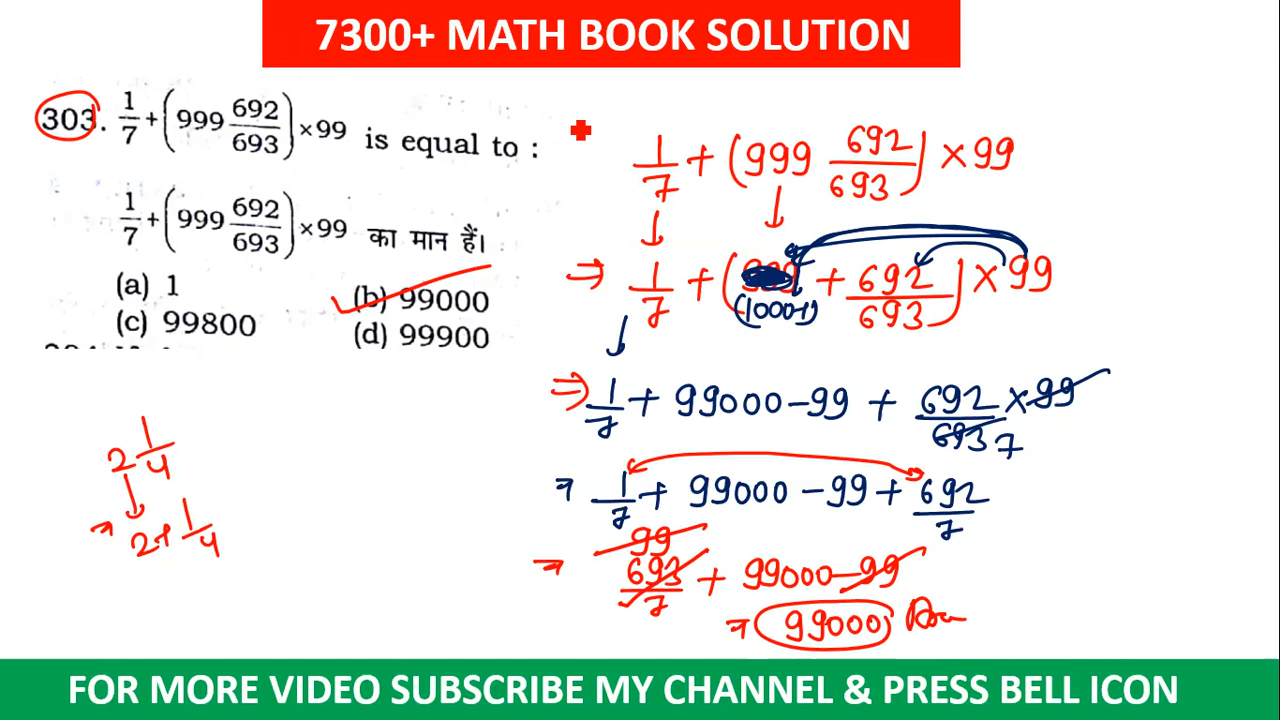 7300+ MATH BOOK SOLUTION
303. 1/7 + (999 692/693) × 99 is equal to :
1/7 + (999 692/693) × 99 का मान हैं।
(a) 1 (b) 99000
(c) 99800 (d) 99900
1/7 + (999 692/693) × 99
⇒ 1/7 + ( + 692/693) × 99
(1000-1)
⇒ 1/7 + 99000 - 99 + 692/693 × 99
7
⇒ 1/7 + 99000 - 99 + 692/7
99
⇒ 693/7 + 99000 - 99
⇒ 99000
2 1/4
⇒ 2 + 1/4
FOR MORE VIDEO SUBSCRIBE MY CHANNEL & PRESS BELL ICON